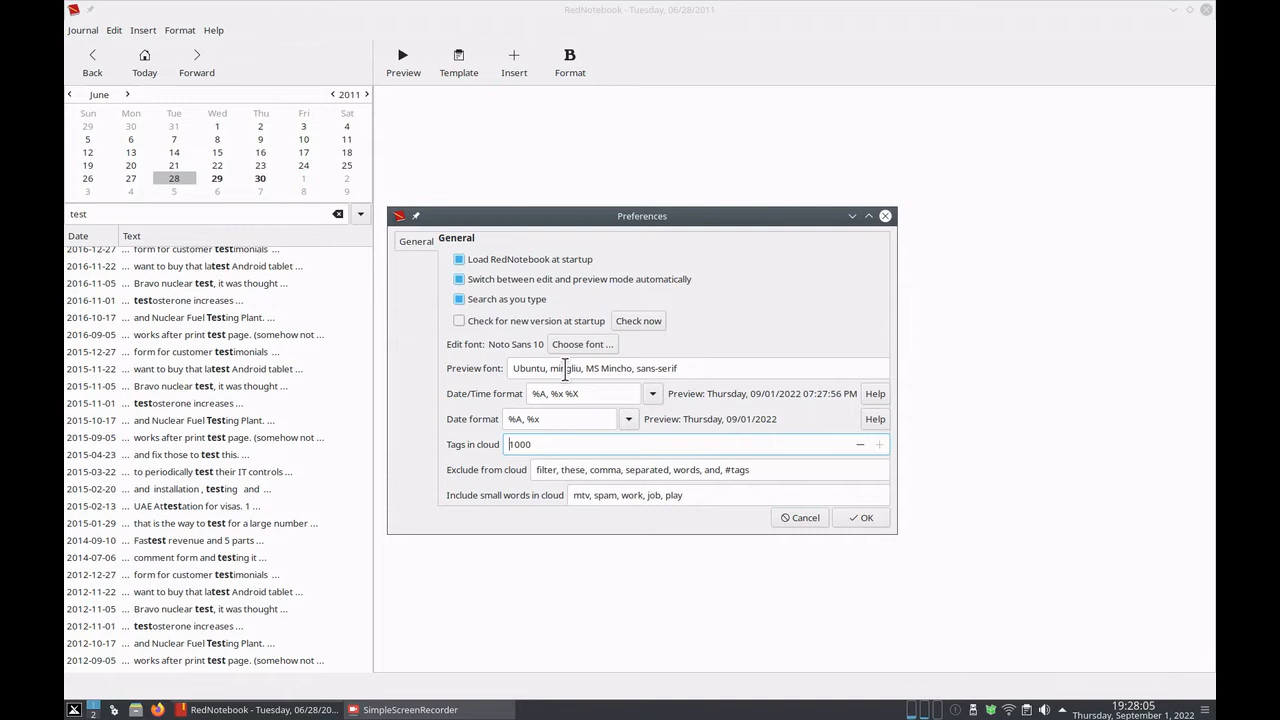 RedNotebook - Tuesday, 06/28/2011
Journal Edit Insert Format Help
Back Today Forward Preview Template Insert Format
June 2011
Sun Mon Tue Wed Thu Fri Sat
29 30 31 1 2 3 4
5 6 7 8 9 10 11
12 13 14 15 16 17 18
19 20 21 22 23 24 25
26 27 28 29 30 1 2
3 4 5 6 7 8 9
test
Date Text
2016-12-27 ... form for customer testimonials ...
2016-11-22 ... want to buy that latest Android tablet ...
2016-11-05 ... Bravo nuclear test, it was thought ...
2016-11-01 ... testosterone increases ...
2016-10-17 ... and Nuclear Fuel Testing Plant. ...
2016-09-05 ... works after print test page. (somehow not ...
2015-12-27 ... form for customer testimonials ...
2015-11-22 ... want to buy that latest Android tablet ...
2015-11-05 ... Bravo nuclear test, it was thought ...
2015-11-01 ... testosterone increases ...
2015-10-17 ... and Nuclear Fuel Testing Plant. ...
2015-09-05 ... works after print test page. (somehow not ...
2015-04-23 ... and fix those to test this. ...
2015-03-22 ... to periodically test their IT controls ...
2015-02-20 ... and installation , testing and ...
2015-02-13 ... UAE Attestation for visas. 1 ...
2015-01-29 ... that is the way to test for a large number ...
2014-09-10 ... Fastest revenue and 5 parts ...
2014-07-06 ... comment form and testing it ...
2012-12-27 ... form for customer testimonials ...
2012-11-22 ... want to buy that latest Android tablet ...
2012-11-05 ... Bravo nuclear test, it was thought ...
2012-11-01 ... testosterone increases ...
2012-10-17 ... and Nuclear Fuel Testing Plant. ...
2012-09-05 ... works after print test page. (somehow not ...
Preferences
General
General
Load RedNotebook at startup
Switch between edit and preview mode automatically
Search as you type
Check for new version at startup Check now
Edit font: Noto Sans 10 Choose font ...
Preview font: Ubuntu, mingliu, MS Mincho, sans-serif
Date/Time format %A, %x %X Preview: Thursday, 09/01/2022 07:27:56 PM Help
Date format %A, %x Preview: Thursday, 09/01/2022 Help
Tags in cloud 1000
Exclude from cloud filter, these, comma, separated, words, and, #tags
Include small words in cloud mtv, spam, work, job, play
Cancel OK
2 RedNotebook - Tuesday, 06/28/20... SimpleScreenRecorder
19:28:05
Thursday, September 1, 2022